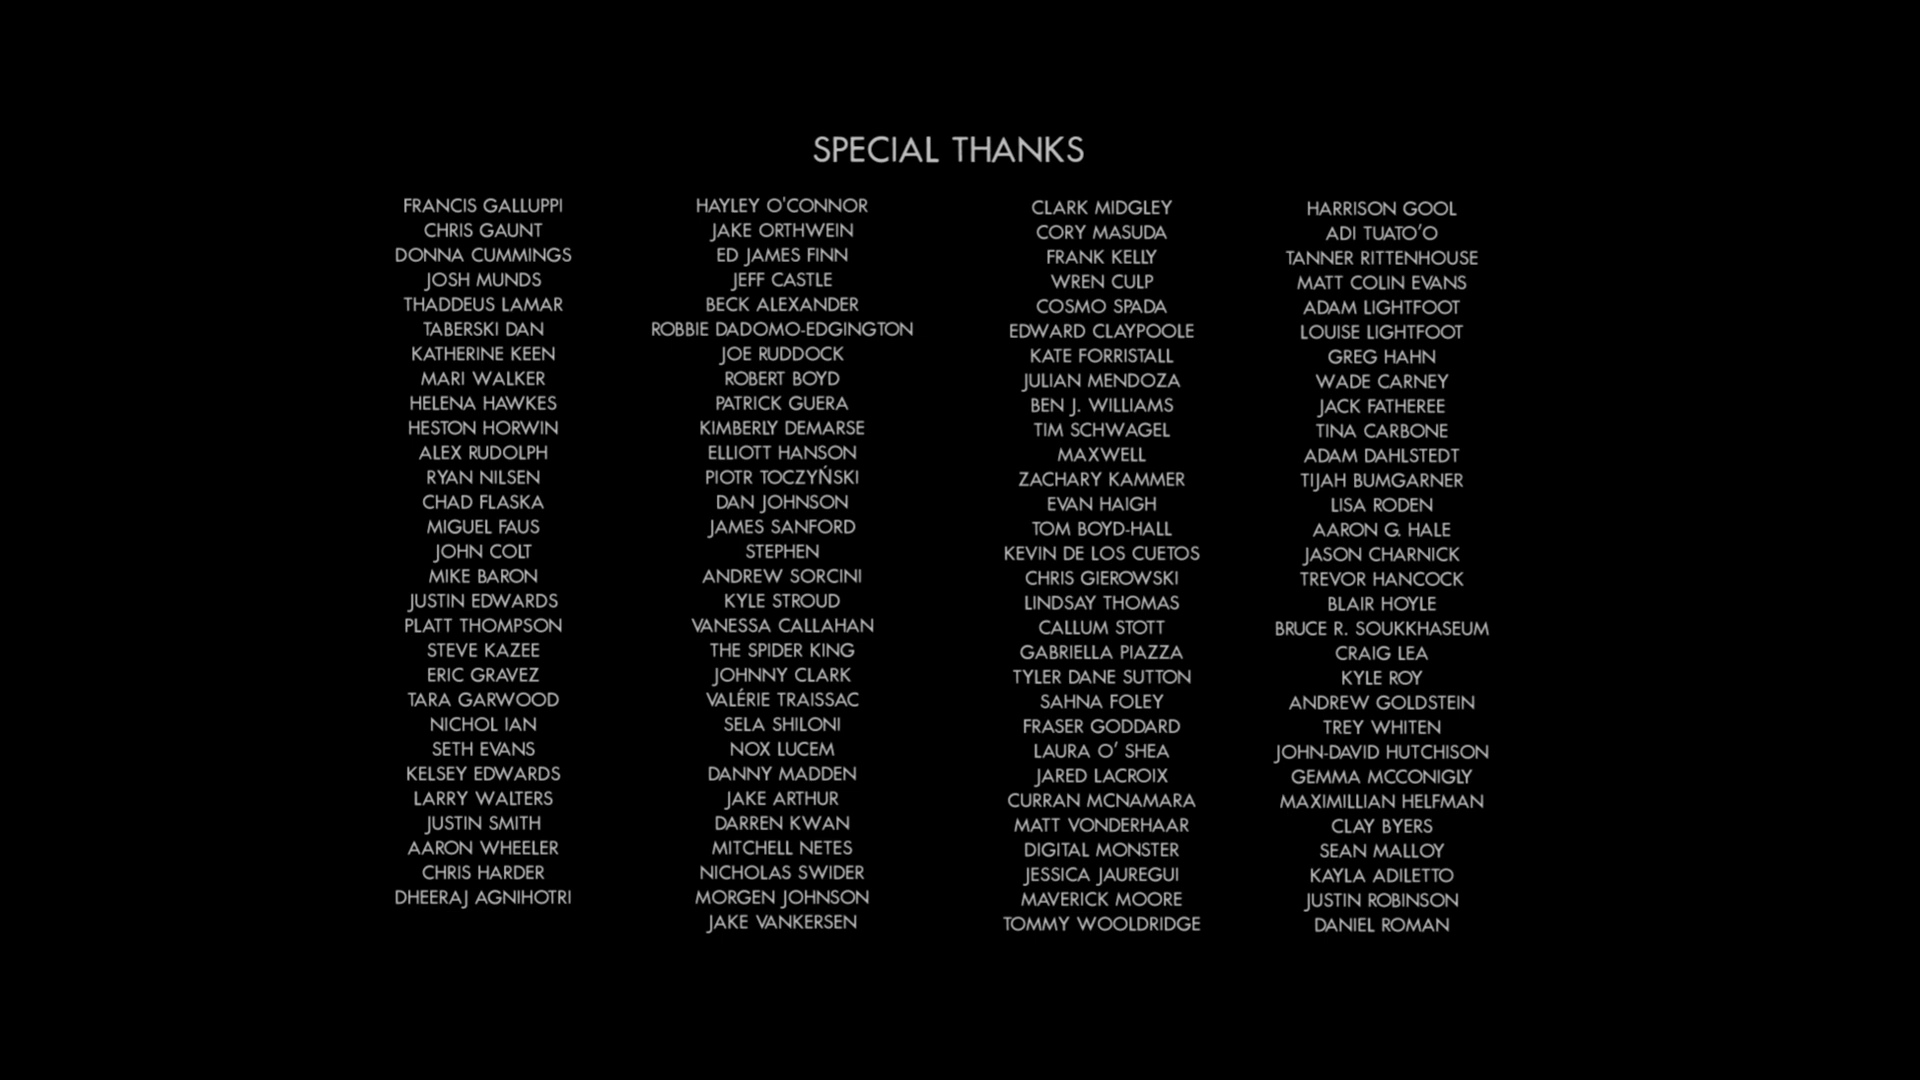 SPECIAL THANKS
FRANCIS GALLUPPI
CHRIS GAUNT
DONNA CUMMINGS
JOSH MUNDS
THADDEUS LAMAR
TABERSKI DAN
KATHERINE KEEN
MARI WALKER
HELENA HAWKES
HESTON HORWIN
ALEX RUDOLPH
RYAN NILSEN
CHAD FLASKA
MIGUEL FAUS
JOHN COLT
MIKE BARON
JUSTIN EDWARDS
PLATT THOMPSON
STEVE KAZEE
ERIC GRAVEZ
TARA GARWOOD
NICHOL IAN
SETH EVANS
KELSEY EDWARDS
LARRY WALTERS
JUSTIN SMITH
AARON WHEELER
CHRIS HARDER
DHEERAJ AGNIHOTRI
HAYLEY O'CONNOR
JAKE ORTHWEIN
ED JAMES FINN
JEFF CASTLE
BECK ALEXANDER
ROBBIE DADOMO-EDGINGTON
JOE RUDDOCK
ROBERT BOYD
PATRICK GUERA
KIMBERLY DEMARSE
ELLIOTT HANSON
PIOTR TOCZYŃSKI
DAN JOHNSON
JAMES SANFORD
STEPHEN
ANDREW SORCINI
KYLE STROUD
VANESSA CALLAHAN
THE SPIDER KING
JOHNNY CLARK
VALÉRIE TRAISSAC
SELA SHILONI
NOX LUCEM
DANNY MADDEN
JAKE ARTHUR
DARREN KWAN
MITCHELL NETES
NICHOLAS SWIDER
MORGEN JOHNSON
JAKE VANKERSEN
CLARK MIDGLEY
CORY MASUDA
FRANK KELLY
WREN CULP
COSMO SPADA
EDWARD CLAYPOOLE
KATE FORRISTALL
JULIAN MENDOZA
BEN J. WILLIAMS
TIM SCHWAGEL
MAXWELL
ZACHARY KAMMER
EVAN HAIGH
TOM BOYD-HALL
KEVIN DE LOS CUETOS
CHRIS GIEROWSKI
LINDSAY THOMAS
CALLUM STOTT
GABRIELLA PIAZZA
TYLER DANE SUTTON
SAHNA FOLEY
FRASER GODDARD
LAURA O’ SHEA
JARED LACROIX
CURRAN MCNAMARA
MATT VONDERHAAR
DIGITAL MONSTER
JESSICA JAUREGUI
MAVERICK MOORE
TOMMY WOOLDRIDGE
HARRISON GOOL
ADI TUATO’O
TANNER RITTENHOUSE
MATT COLIN EVANS
ADAM LIGHTFOOT
LOUISE LIGHTFOOT
GREG HAHN
WADE CARNEY
JACK FATHEREE
TINA CARBONE
ADAM DAHLSTEDT
TIJAH BUMGARNER
LISA RODEN
AARON G. HALE
JASON CHARNICK
TREVOR HANCOCK
BLAIR HOYLE
BRUCE R. SOUKKHASEUM
CRAIG LEA
KYLE ROY
ANDREW GOLDSTEIN
TREY WHITEN
JOHN-DAVID HUTCHISON
GEMMA MCCONIGLY
MAXIMILLIAN HELFMAN
CLAY BYERS
SEAN MALLOY
KAYLA ADILETTO
JUSTIN ROBINSON
DANIEL ROMAN